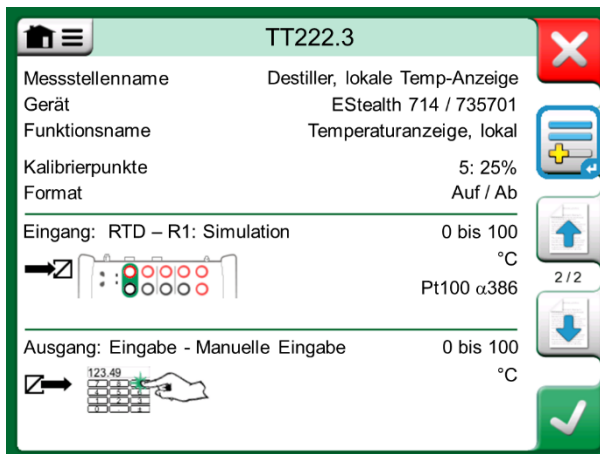 TT222.3
Messstellenname Destiller, lokale Temp-Anzeige
Gerät EStealth 714 / 735701
Funktionsname Temperaturanzeige, lokal
Kalibrierpunkte 5: 25%
Format Auf / Ab
Eingang: RTD – R1: Simulation 0 bis 100
°C
Pt100 α386
2 / 2
Ausgang: Eingabe - Manuelle Eingabe 0 bis 100
°C
123.49